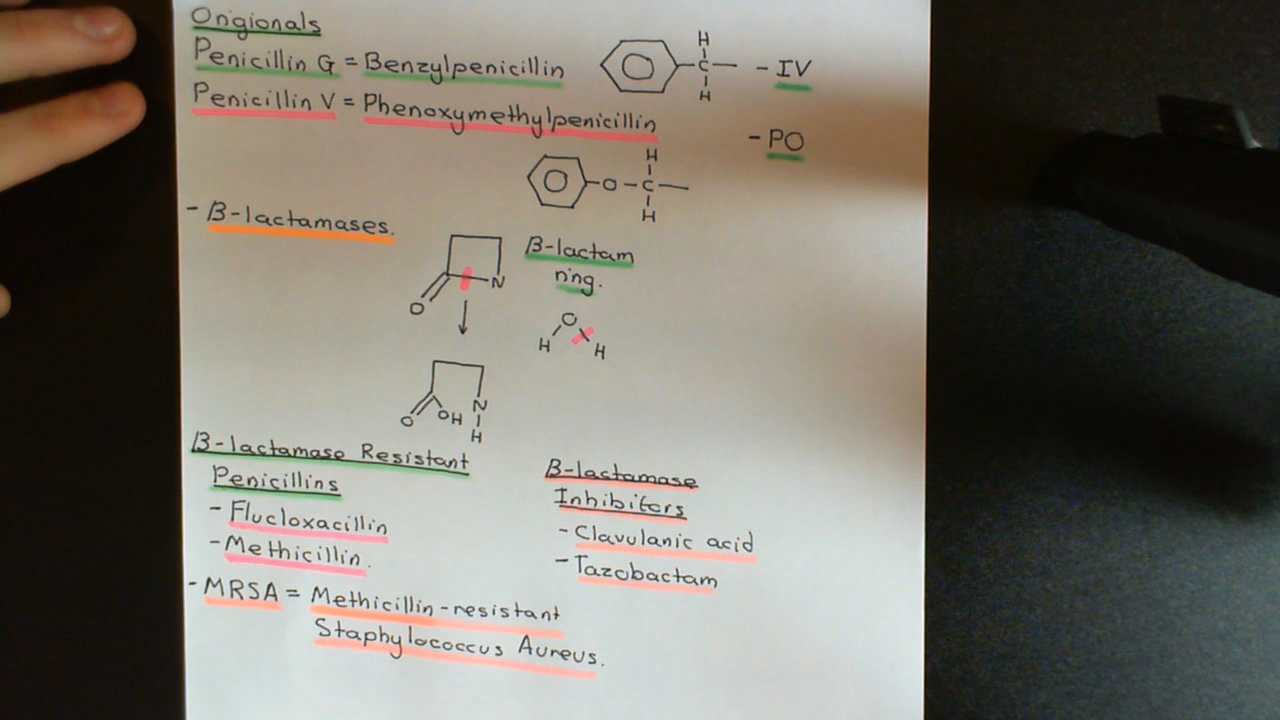 Origionals
Penicillin G = Benzylpenicillin - IV
H
C
H
Penicillin V = Phenoxymethylpenicillin - PO
H
O - C
H
- β-lactamases.
β-lactam
ring.
N
O
O
H H
O OH N
H
β-lactamase Resistant
Penicillins
- Flucloxacillin
- Methicillin.
β-lactamase
Inhibitors
- Clavulanic acid
- Tazobactam
- MRSA = Methicillin-resistant
Staphylococcus Aureus.